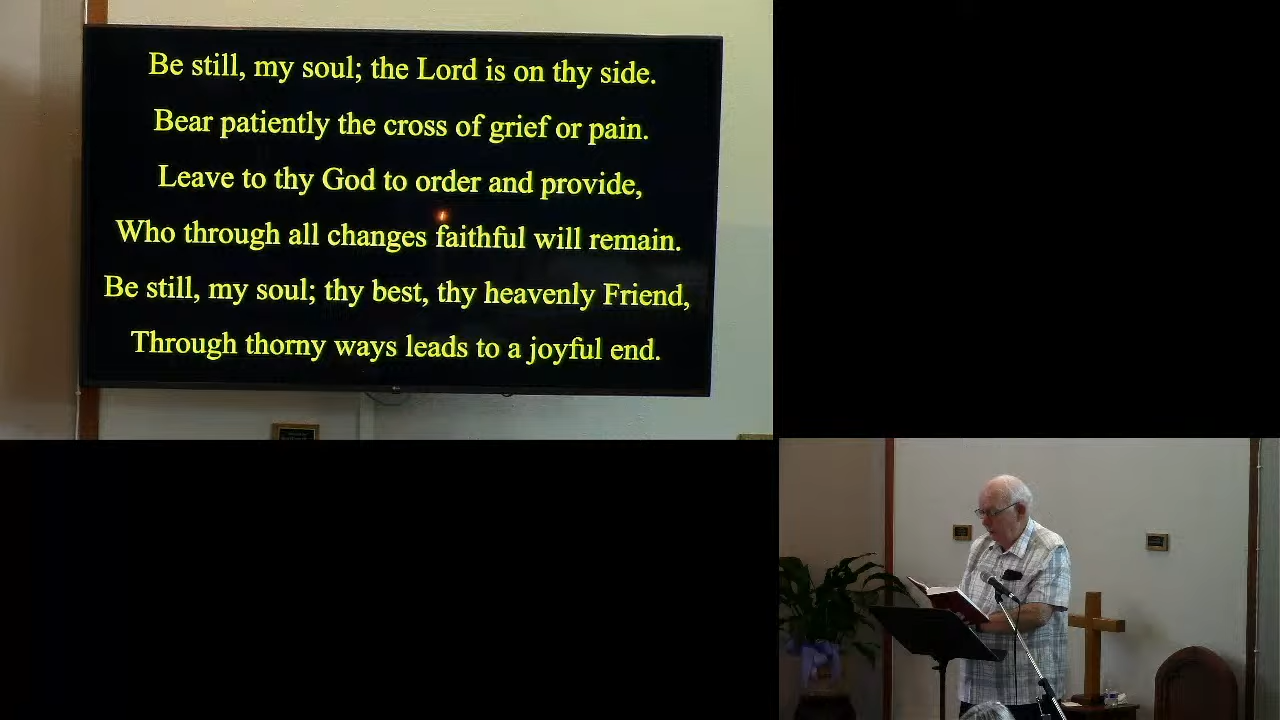 Be still, my soul; the Lord is on thy side.
Bear patiently the cross of grief or pain.
Leave to thy God to order and provide,
Who through all changes faithful will remain.
Be still, my soul; thy best, thy heavenly Friend,
Through thorny ways leads to a joyful end.